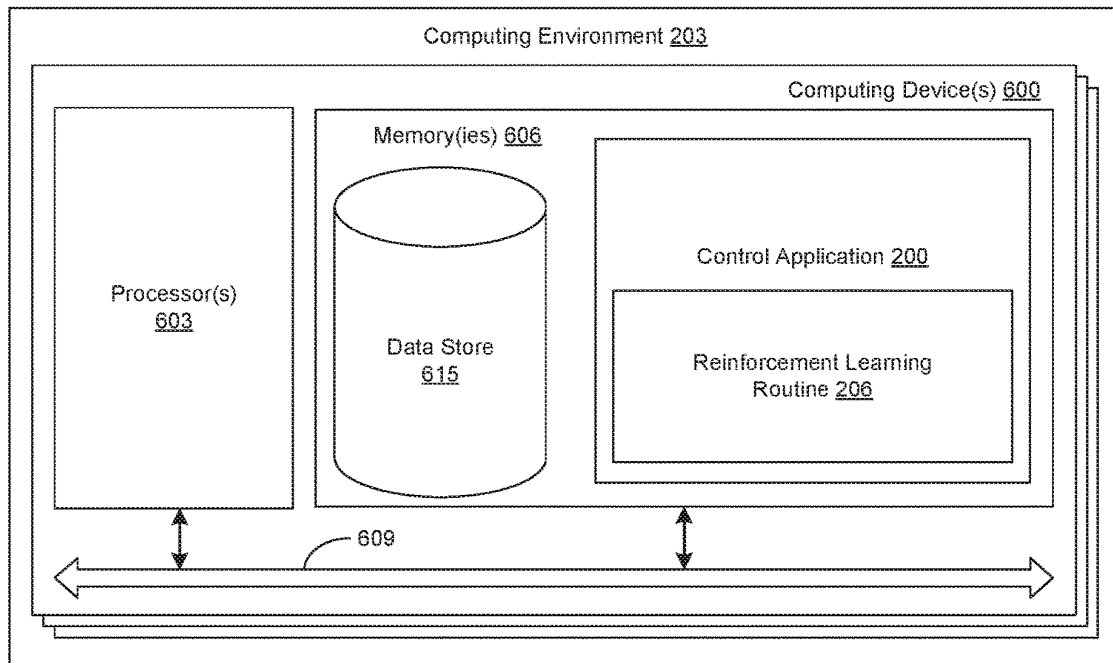 Computing Environment 203
Computing Device(s) 600
Memory(ies) 606
Processor(s)
603
Data Store
615
Control Application 200
Reinforcement Learning
Routine 206
609